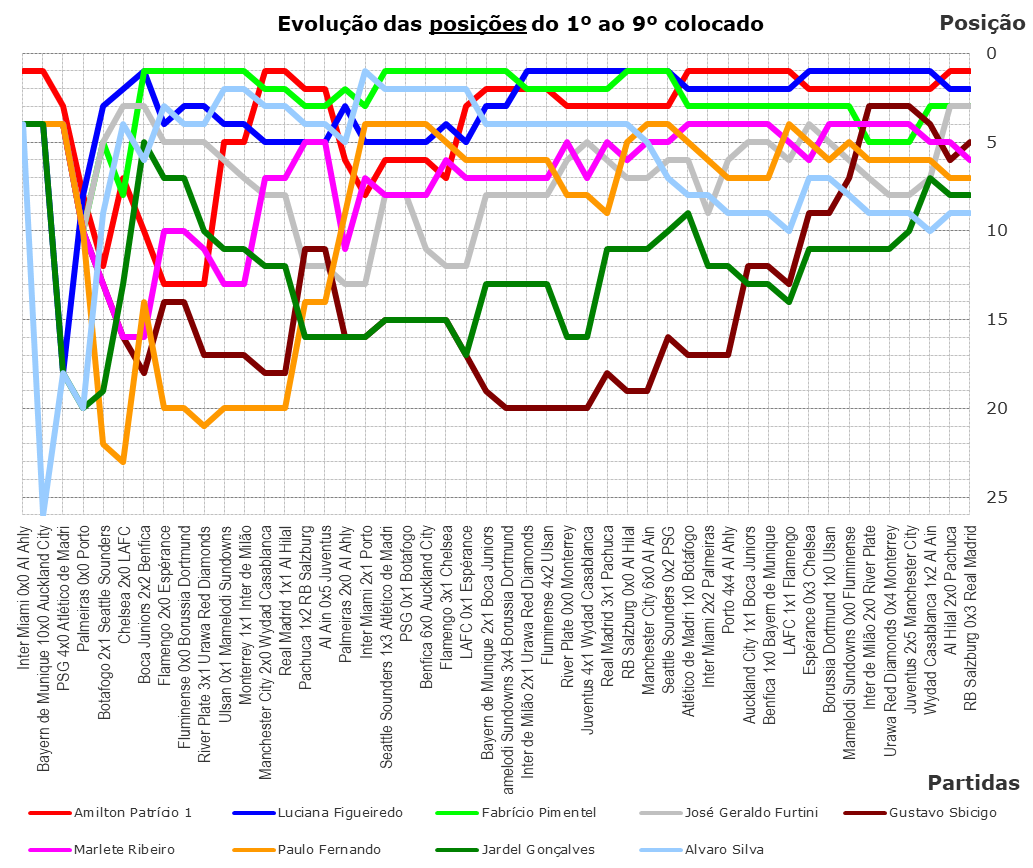 Evolução das posições do 1º ao 9º colocado
Posição
0
5
10
15
20
25
Inter Miami 0x0 Al Ahly
Bayern de Munique 10x0 Auckland City
PSG 4x0 Atlético de Madri
Palmeiras 0x0 Porto
Botafogo 2x1 Seattle Sounders
Chelsea 2x0 LAFC
Boca Juniors 2x2 Benfica
Flamengo 2x0 Espérance
Fluminense 0x0 Borussia Dortmund
River Plate 3x1 Urawa Red Diamonds
Ulsan 0x1 Mamelodi Sundowns
Monterrey 1x1 Inter de Milão
Manchester City 2x0 Wydad Casablanca
Real Madrid 1x1 Al Hilal
Pachuca 1x2 RB Salzburg
Al Ain 0x5 Juventus
Palmeiras 2x0 Al Ahly
Inter Miami 2x1 Porto
Seattle Sounders 1x3 Atlético de Madri
PSG 0x1 Botafogo
Benfica 6x0 Auckland City
Flamengo 3x1 Chelsea
LAFC 0x1 Espérance
Bayern de Munique 2x1 Boca Juniors
amelodi Sundowns 3x4 Borussia Dortmund
Inter de Milão 2x1 Urawa Red Diamonds
Fluminense 4x2 Ulsan
River Plate 0x0 Monterrey
Juventus 4x1 Wydad Casablanca
Real Madrid 3x1 Pachuca
RB Salzburg 0x0 Al Hilal
Manchester City 6x0 Al Ain
Seattle Sounders 0x2 PSG
Atlético de Madri 1x0 Botafogo
Inter Miami 2x2 Palmeiras
Porto 4x4 Al Ahly
Auckland City 1x1 Boca Juniors
Benfica 1x0 Bayern de Munique
LAFC 1x1 Flamengo
Espérance 0x3 Chelsea
Borussia Dortmund 1x0 Ulsan
Mamelodi Sundowns 0x0 Fluminense
Inter de Milão 2x0 River Plate
Urawa Red Diamonds 0x4 Monterrey
Juventus 2x5 Manchester City
Wydad Casablanca 1x2 Al Ain
Al Hilal 2x0 Pachuca
RB Salzburg 0x3 Real Madrid
Partidas
Amilton Patrício 1
Luciana Figueiredo
Fabrício Pimentel
José Geraldo Furtini
Gustavo Sbicigo
Marlete Ribeiro
Paulo Fernando
Jardel Gonçalves
Alvaro Silva